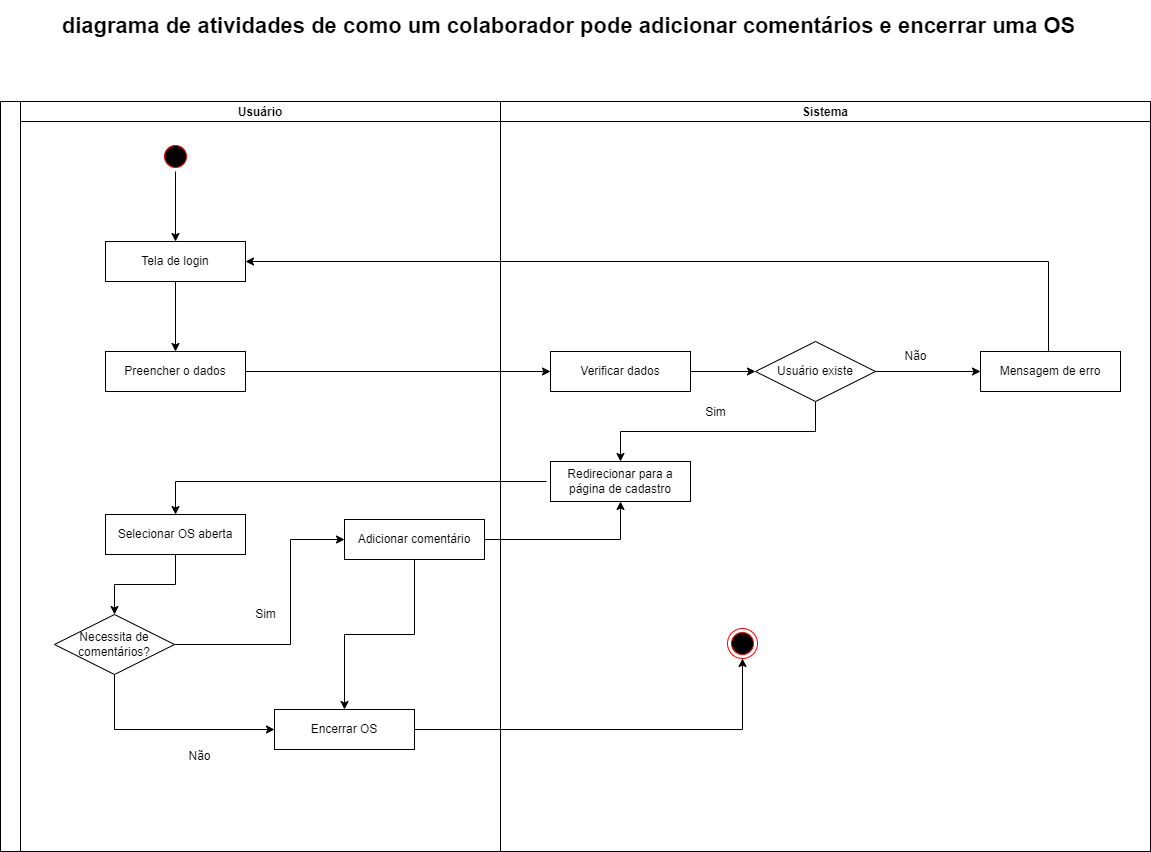 diagrama de atividades de como um colaborador pode adicionar comentários e encerrar uma OS
Usuário
Sistema
Tela de login
Preencher o dados
Verificar dados
Usuário existe
Não
Mensagem de erro
Sim
Redirecionar para a
página de cadastro
Selecionar OS aberta
Adicionar comentário
Sim
Necessita de
comentários?
Encerrar OS
Não